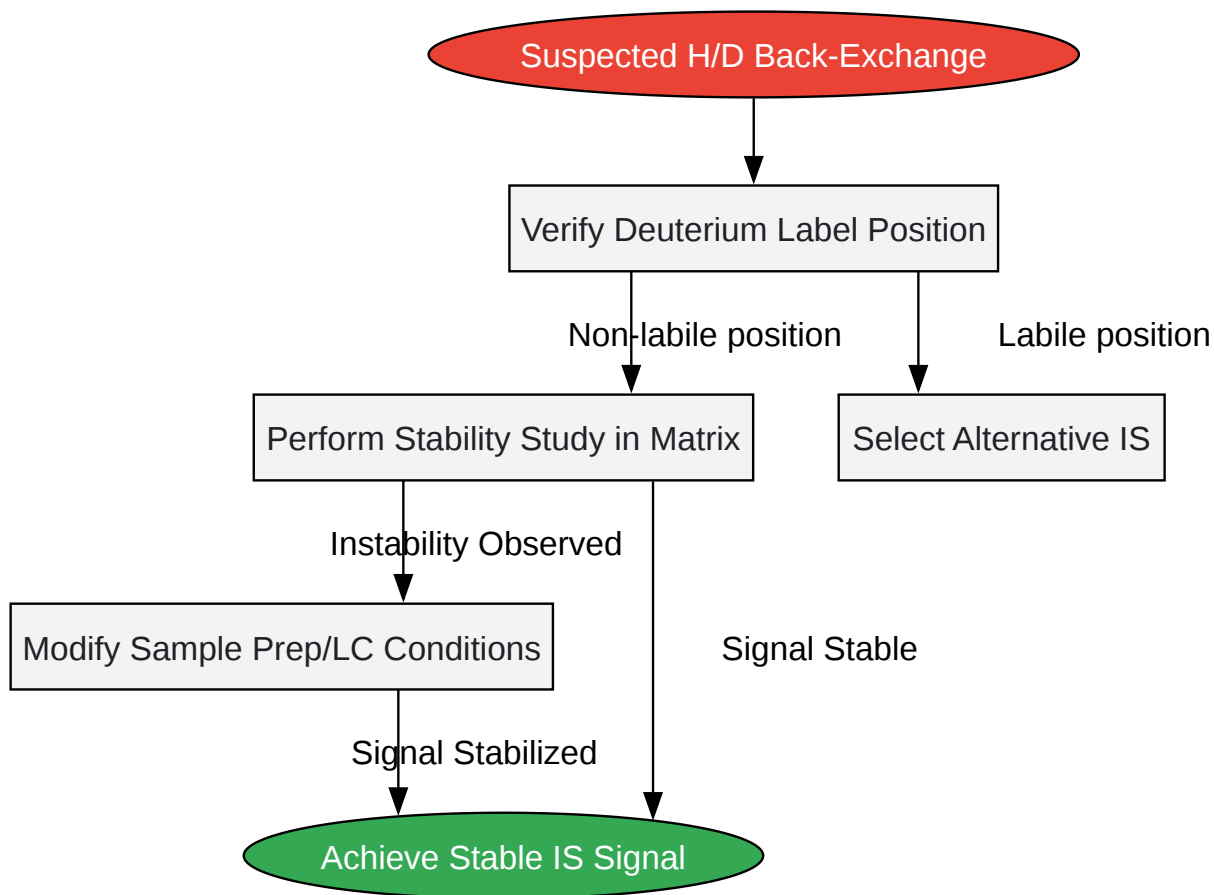 Suspected H/D Back-Exchange
Verify Deuterium Label Position
Non-labile position
Labile position
Perform Stability Study in Matrix
Select Alternative IS
Instability Observed
Modify Sample Prep/LC Conditions
Signal Stable
Signal Stabilized
Achieve Stable IS Signal